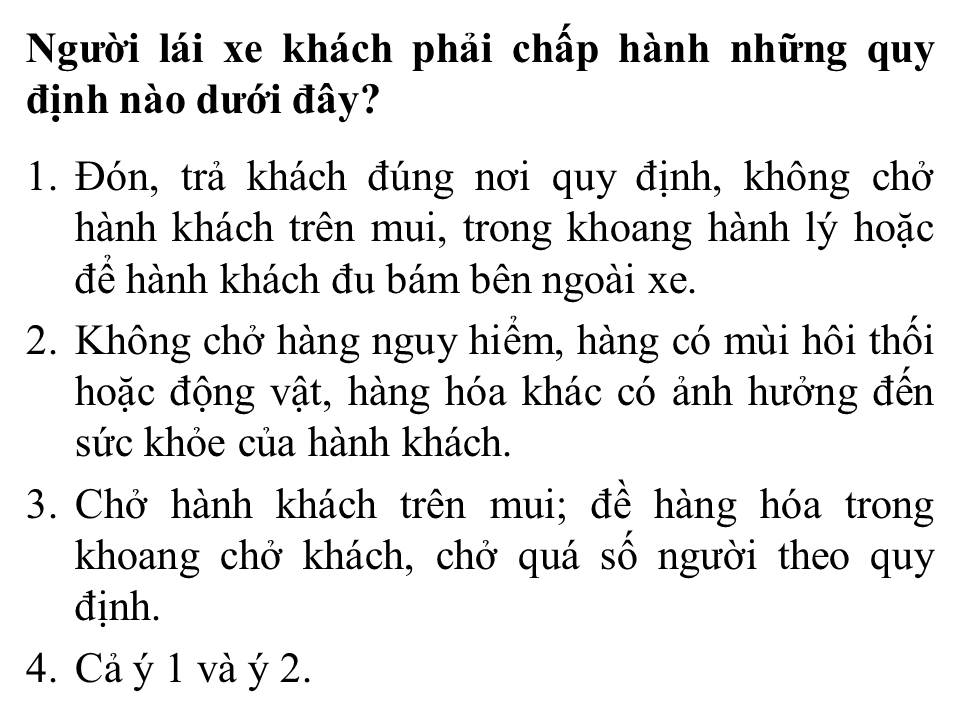 Người lái xe khách phải chấp hành những quy
định nào dưới đây?
1. Đón, trả khách đúng nơi quy định, không chở
hành khách trên mui, trong khoang hành lý hoặc
để hành khách đu bám bên ngoài xe.
2. Không chở hàng nguy hiểm, hàng có mùi hôi thối
hoặc động vật, hàng hóa khác có ảnh hưởng đến
sức khỏe của hành khách.
3. Chở hành khách trên mui; đề hàng hóa trong
khoang chở khách, chở quá số người theo quy
định.
4. Cả ý 1 và ý 2.